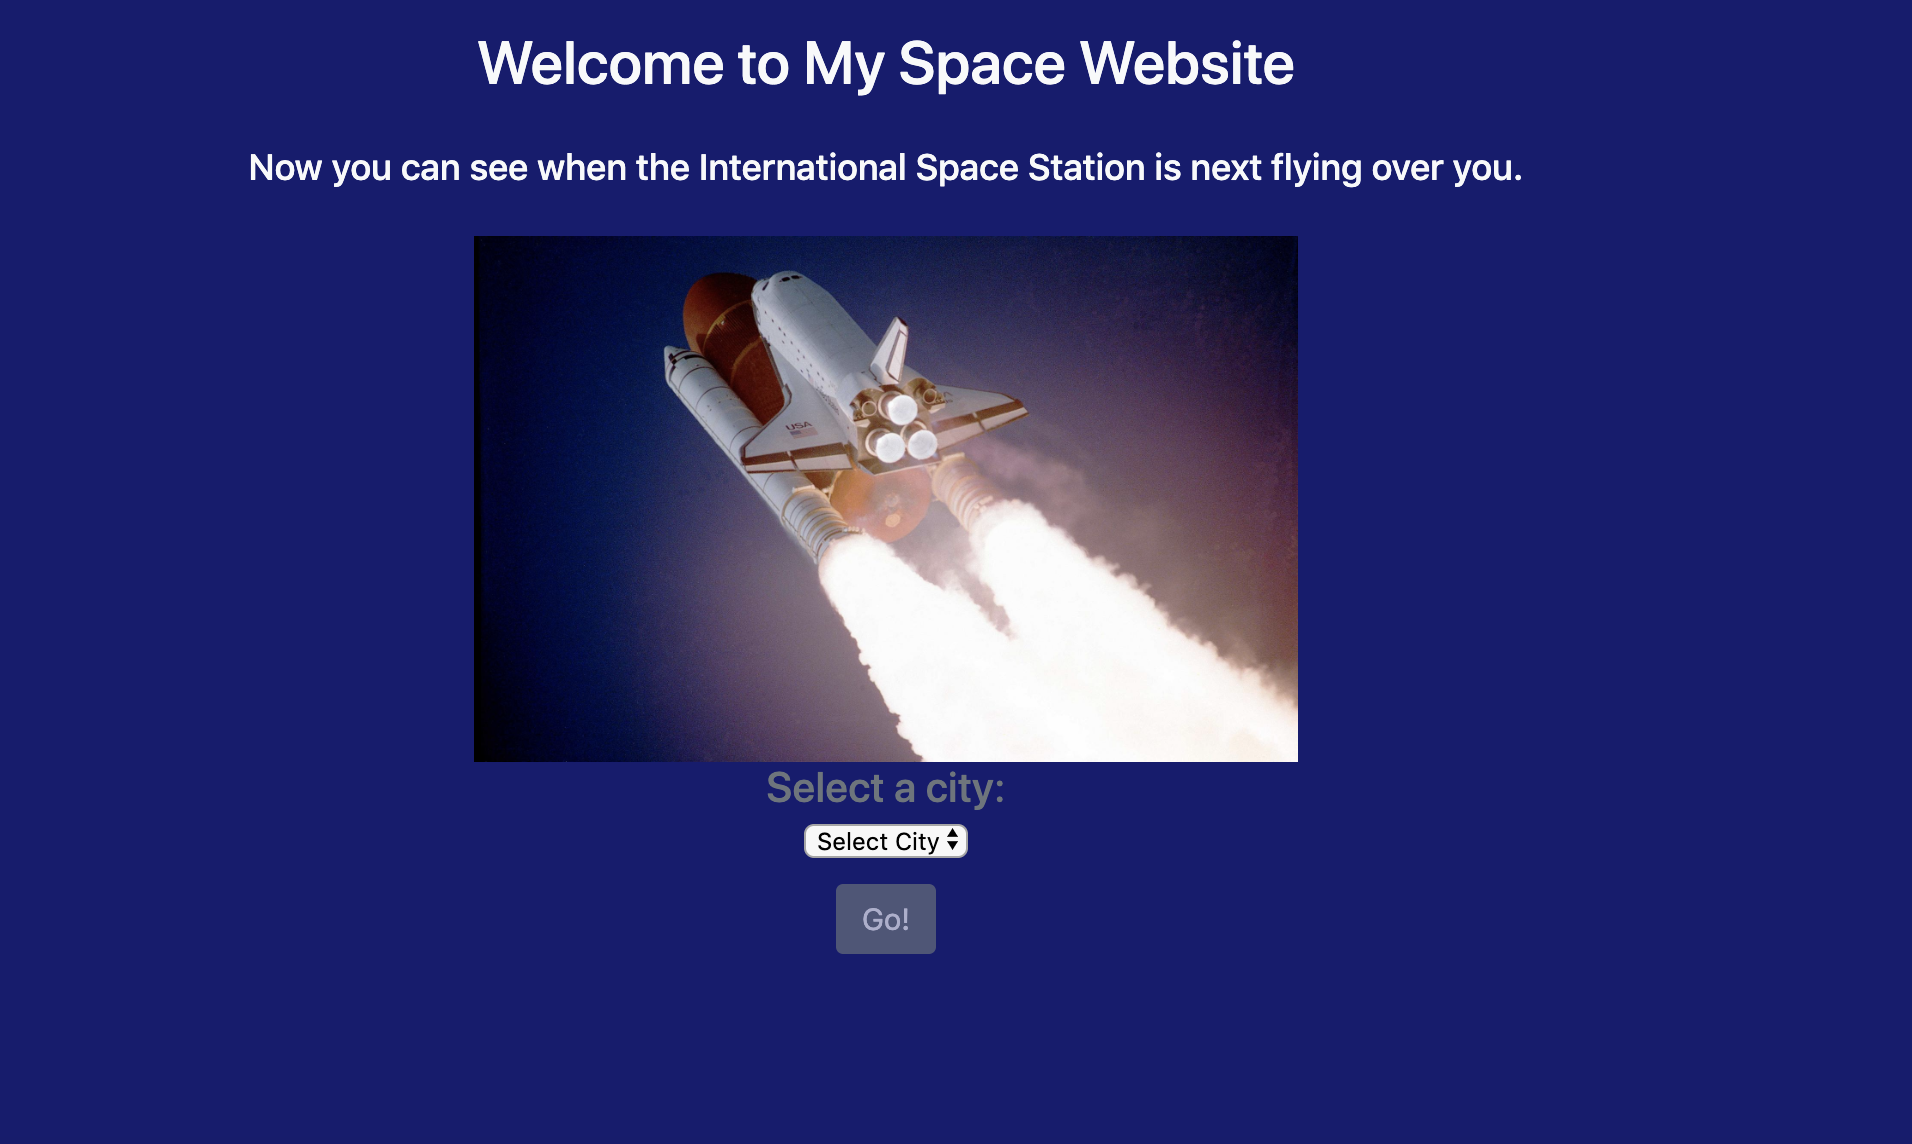 Welcome to My Space Website
Now you can see when the International Space Station is next flying over you.
USA
Select a city:
Select City
Go!